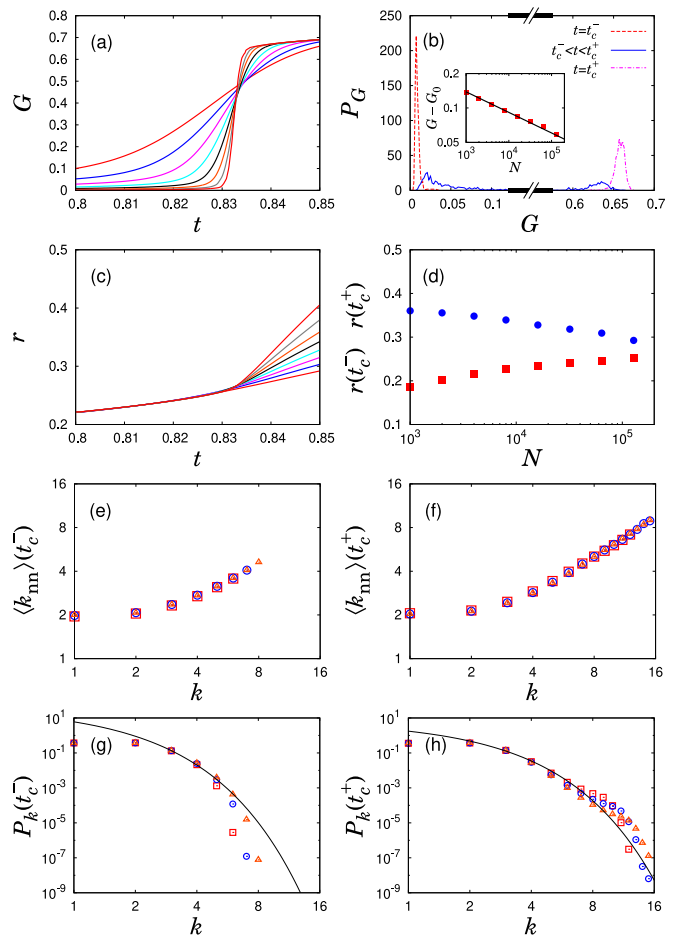 (a)
G
0.8
0.7
0.6
0.5
0.4
0.3
0.2
0.1
0
0.8 0.81 0.82 0.83 0.84 0.85
t
(b)
P_G
250
200
150
100
50
0
0 0.05 0.1 0.6 0.65 0.7
G
t=t_c^-
t_c^-<t<t_c^+
t=t_c^+
G − G_0
0.2
0.1
0.05
10^3 10^4 10^5
N
(c)
r
0.5
0.4
0.3
0.2
0.8 0.81 0.82 0.83 0.84 0.85
t
(d)
r(t_c^-) r(t_c^+)
0.5
0.4
0.3
0.2
0.1
10^3 10^4 10^5
N
(e)
⟨k_nn⟩(t_c^-)
16
8
4
2
1
1 2 4 8 16
k
(f)
⟨k_nn⟩(t_c^+)
16
8
4
2
1
1 2 4 8 16
k
(g)
P_k(t_c^-)
10^1
10^-1
10^-3
10^-5
10^-7
10^-9
1 2 4 8 16
k
(h)
P_k(t_c^+)
10^1
10^-1
10^-3
10^-5
10^-7
10^-9
1 2 4 8 16
k